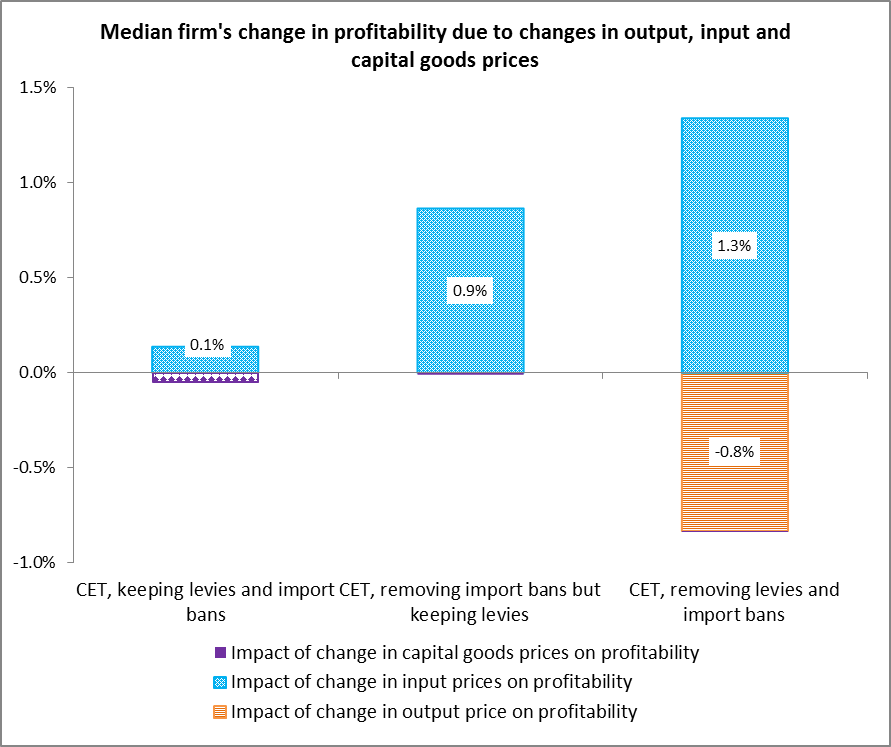 Median firm's change in profitability due to changes in output, input and
capital goods prices
1.5%
1.0%
0.5%
0.0%
-0.5%
-1.0%
0.1%
0.9%
1.3%
-0.8%
CET, keeping levies and import
bans
CET, removing import bans but
keeping levies
CET, removing levies and
import bans
Impact of change in capital goods prices on profitability
Impact of change in input prices on profitability
Impact of change in output price on profitability